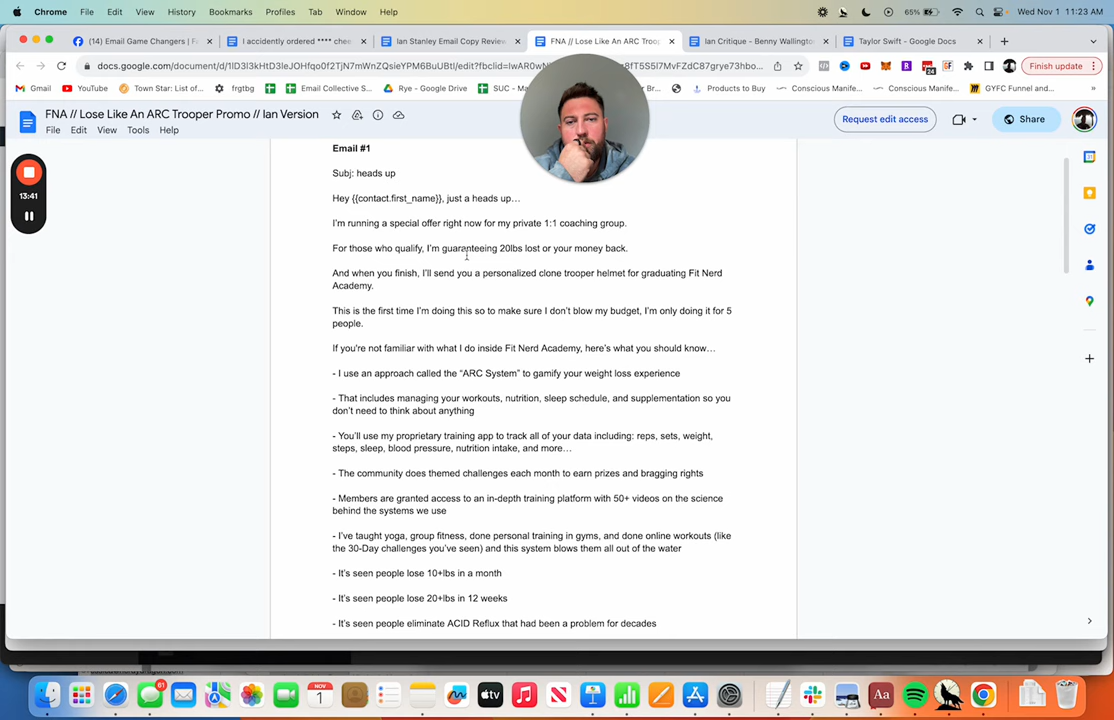 Chrome File Edit View History Bookmarks Profiles Tab Window Help 65% Wed Nov 1 11:23 AM
(14) Email Game Changers | F I accidently ordered **** chee Ian Stanley Email Copy Review FNA // Lose Like An ARC Troop Ian Critique - Benny Wallingto Taylor Swift - Google Docs
Finish update
Gmail YouTube Town Star: List of... frgtbg Email Collective S... Rye - Google Drive SUC - Ma Products to Buy Conscious Manife... Conscious Manife... GYFC Funnel and...
FNA // Lose Like An ARC Trooper Promo // Ian Version
File Edit View Tools Help
Request edit access Share
13:41
Email #1
Subj: heads up
Hey {{contact.first_name}}, just a heads up…
I'm running a special offer right now for my private 1:1 coaching group.
For those who qualify, I'm guaranteeing 20lbs lost or your money back.
And when you finish, I'll send you a personalized clone trooper helmet for graduating Fit Nerd
Academy.
This is the first time I'm doing this so to make sure I don't blow my budget, I'm only doing it for 5
people.
If you're not familiar with what I do inside Fit Nerd Academy, here's what you should know…
- I use an approach called the “ARC System” to gamify your weight loss experience
- That includes managing your workouts, nutrition, sleep schedule, and supplementation so you
don't need to think about anything
- You'll use my proprietary training app to track all of your data including: reps, sets, weight,
steps, sleep, blood pressure, nutrition intake, and more…
- The community does themed challenges each month to earn prizes and bragging rights
- Members are granted access to an in-depth training platform with 50+ videos on the science
behind the systems we use
- I've taught yoga, group fitness, done personal training in gyms, and done online workouts (like
the 30-Day challenges you've seen) and this system blows them all out of the water
- It's seen people lose 10+lbs in a month
- It's seen people lose 20+lbs in 12 weeks
- It's seen people eliminate ACID Reflux that had been a problem for decades